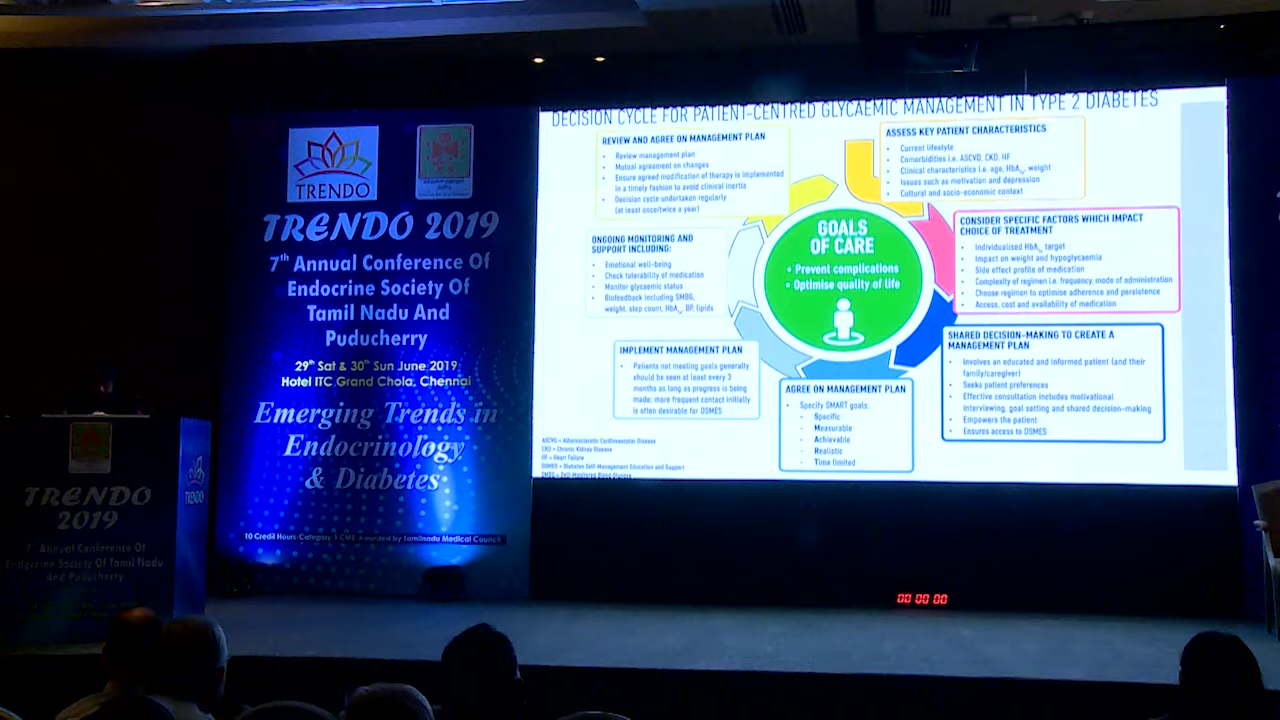 TRENDO
TRENDO 2019
7th Annual Conference Of
Endocrine Society Of
Tamil Nadu And
Puducherry
29th Sat & 30th Sun June 2019
Hotel ITC Grand Chola, Chennai
Emerging Trends in
Endocrinology
& Diabetes
10 Credit Hours-Category I CME Awarded by Tamilnadu Medical Council
TRENDO
2019
7th Annual Conference Of
Endocrine Society Of Tamil Nadu
And Puducherry
TRENDO
DECISION CYCLE FOR PATIENT-CENTRED GLYCAEMIC MANAGEMENT IN TYPE 2 DIABETES
REVIEW AND AGREE ON MANAGEMENT PLAN
• Review management plan
• Mutual agreement on changes
• Ensure agreed modification of therapy is implemented
in a timely fashion to avoid clinical inertia
• Decision cycle undertaken regularly
(at least once/twice a year)
ASSESS KEY PATIENT CHARACTERISTICS
• Current lifestyle
• Comorbidities i.e. ASCVD, CKD, HF
• Clinical characteristics i.e. age, HbA1c, weight
• Issues such as motivation and depression
• Cultural and socio-economic context
CONSIDER SPECIFIC FACTORS WHICH IMPACT
CHOICE OF TREATMENT
• Individualised HbA1c target
• Impact on weight and hypoglycaemia
• Side effect profile of medication
• Complexity of regimen i.e. frequency, mode of administration
• Choose regimen to optimise adherence and persistence
• Access, cost and availability of medication
SHARED DECISION-MAKING TO CREATE A
MANAGEMENT PLAN
• Involves an educated and informed patient (and their
family/caregiver)
• Seeks patient preferences
• Effective consultation includes motivational
interviewing, goal setting and shared decision-making
• Empowers the patient
• Ensures access to DSMES
AGREE ON MANAGEMENT PLAN
• Specify SMART goals:
- Specific
- Measurable
- Achievable
- Realistic
- Time limited
IMPLEMENT MANAGEMENT PLAN
• Patients not meeting goals generally
should be seen at least every 3
months as long as progress is being
made; more frequent contact initially
is often desirable for DSMES
ONGOING MONITORING AND
SUPPORT INCLUDING:
• Emotional well-being
• Check tolerability of medication
• Monitor glycaemic status
• Biofeedback including SMBG,
weight, step count, HbA1c, BP, lipids
GOALS
OF CARE
• Prevent complications
• Optimise quality of life
ASCVD = Atherosclerotic Cardiovascular Disease
CKD = Chronic Kidney Disease
HF = Heart Failure
DSMES = Diabetes Self-Management Education and Support
SMBG = Self-Monitored Blood Glucose
00 00 00